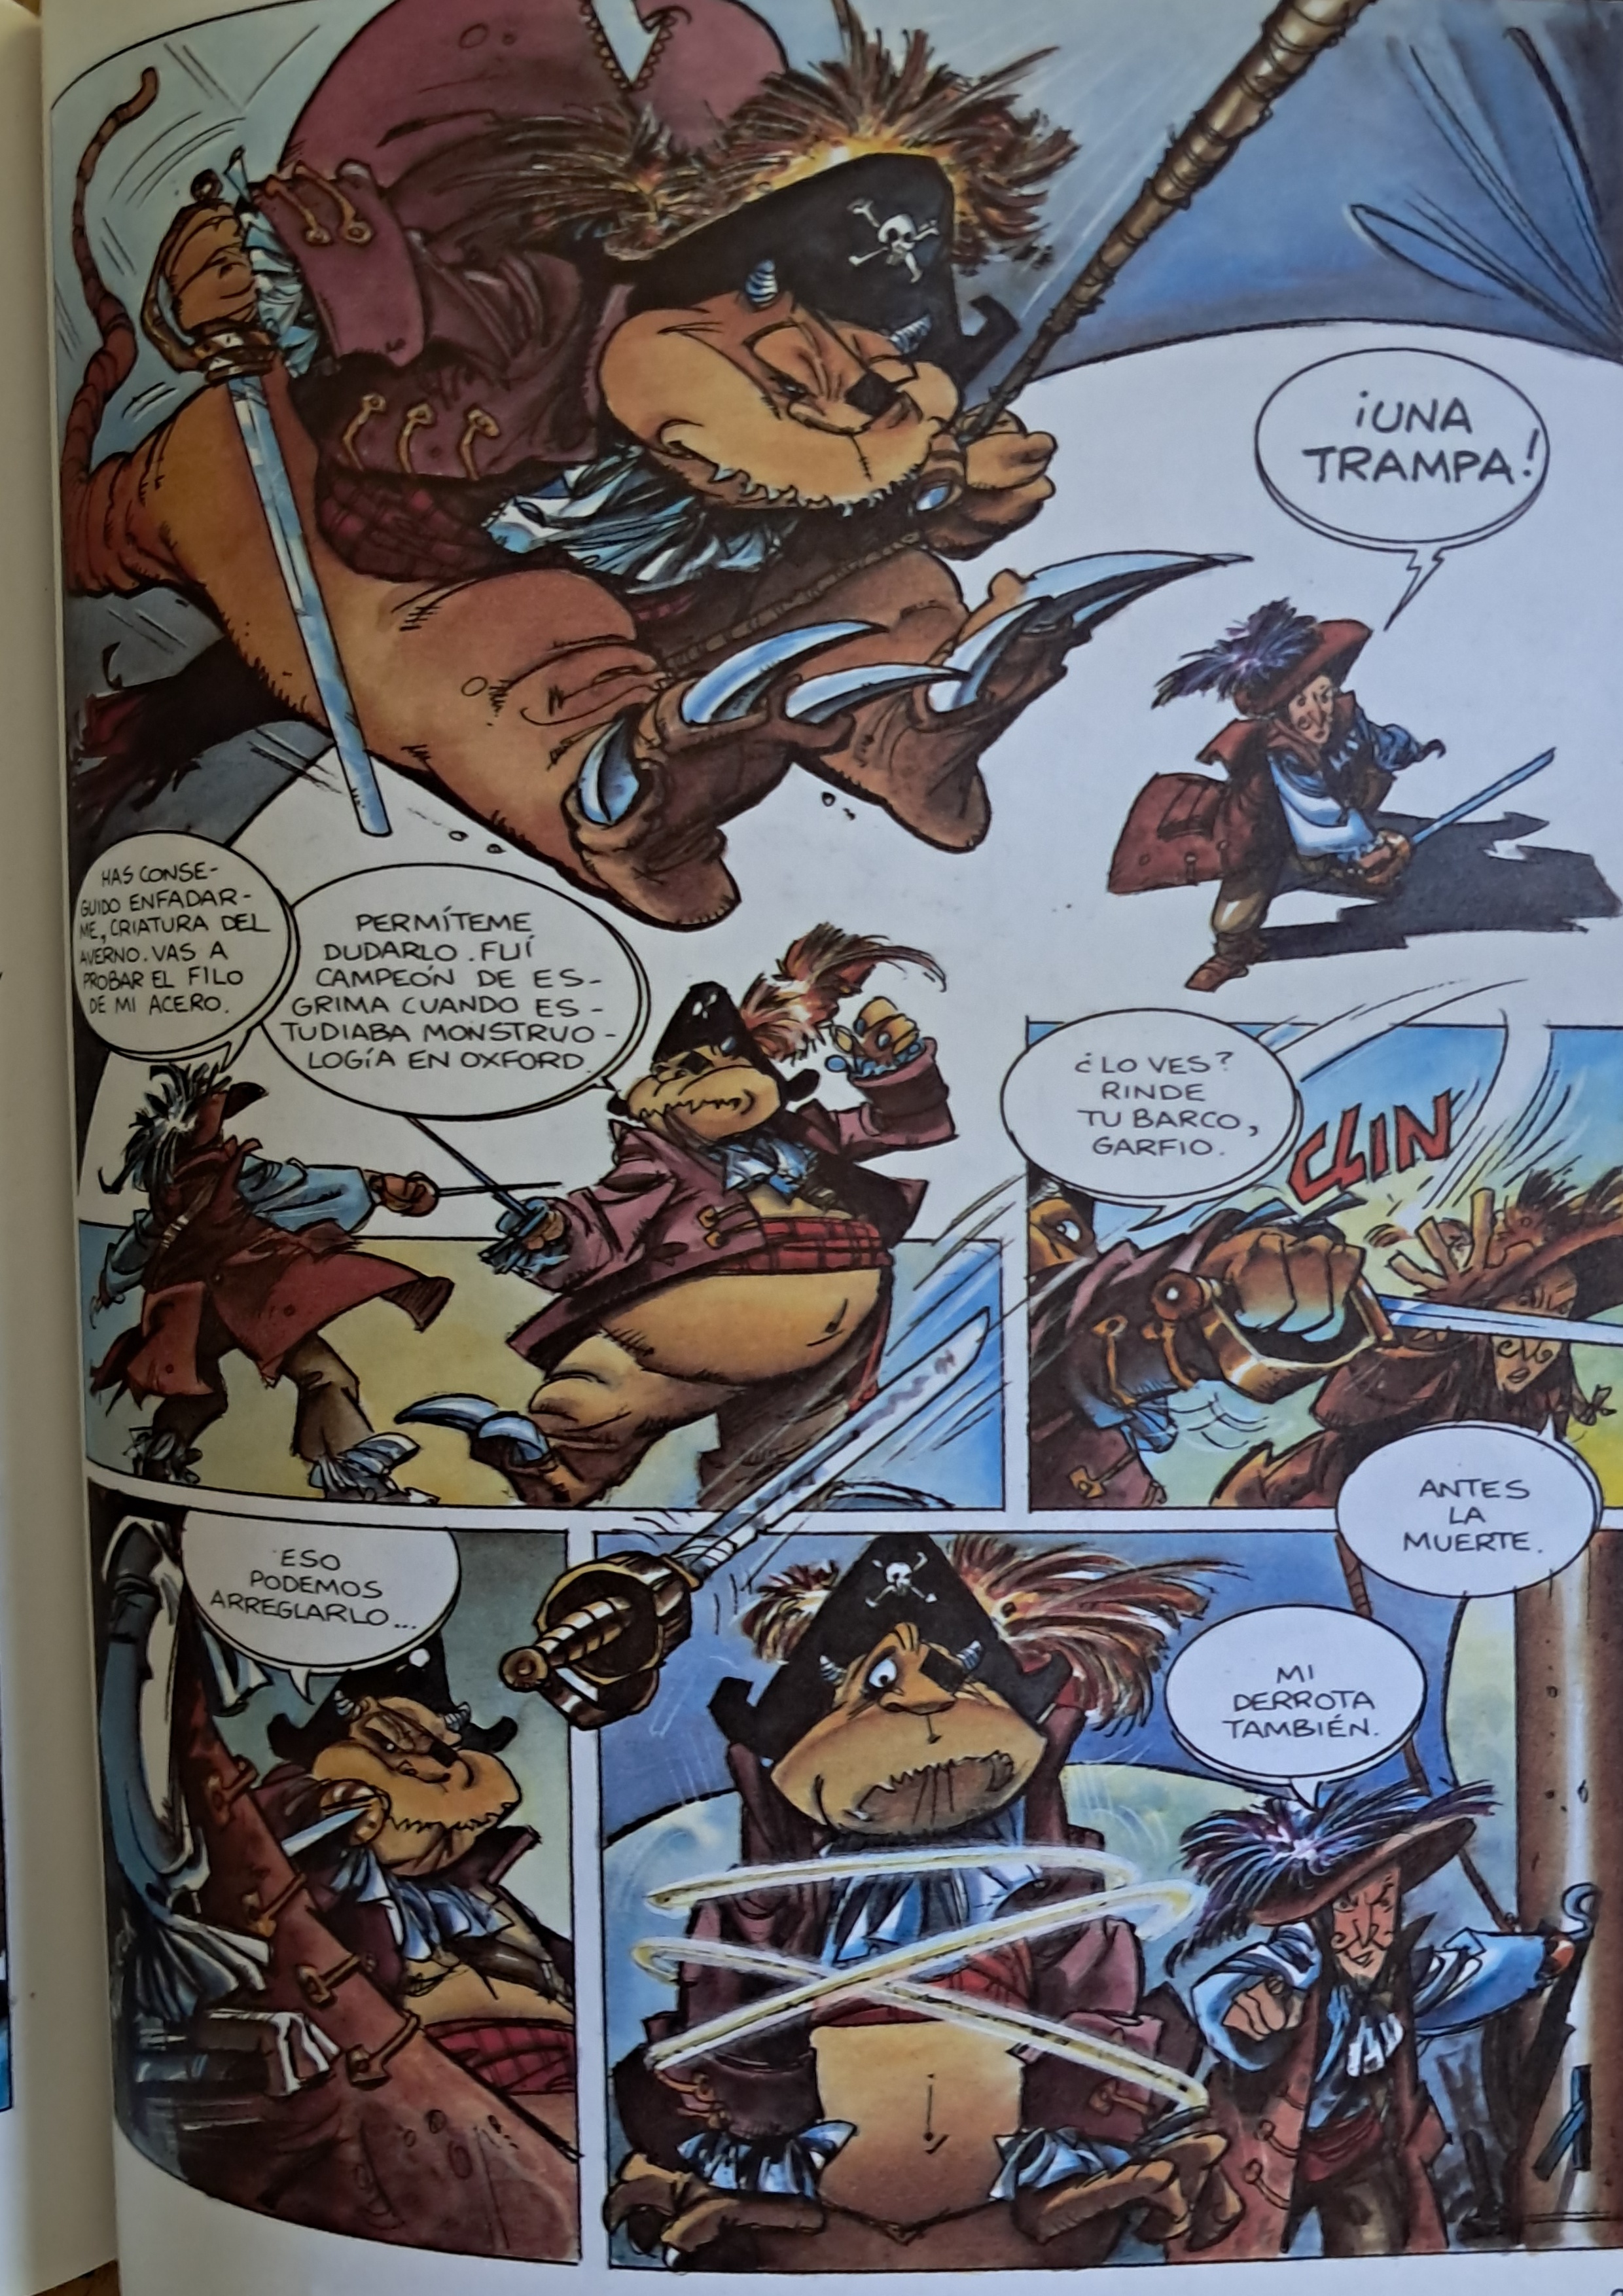 ¡UNA
TRAMPA!
HAS CONSE-
GUIDO ENFADAR-
ME, CRIATURA DEL
AVERNO. VAS A
PROBAR EL FILO
DE MI ACERO.
PERMÍTEME
DUDARLO. FUÍ
CAMPEÓN DE ES-
GRIMA CUANDO ES-
TUDIABA MONSTRUO-
LOGÍA EN OXFORD.
¿LO VES?
RINDE
TU BARCO,
GARFIO.
CLIN
ANTES
LA
MUERTE.
ESO
PODEMOS
ARREGLARLO...
MI
DERROTA
TAMBIÉN.